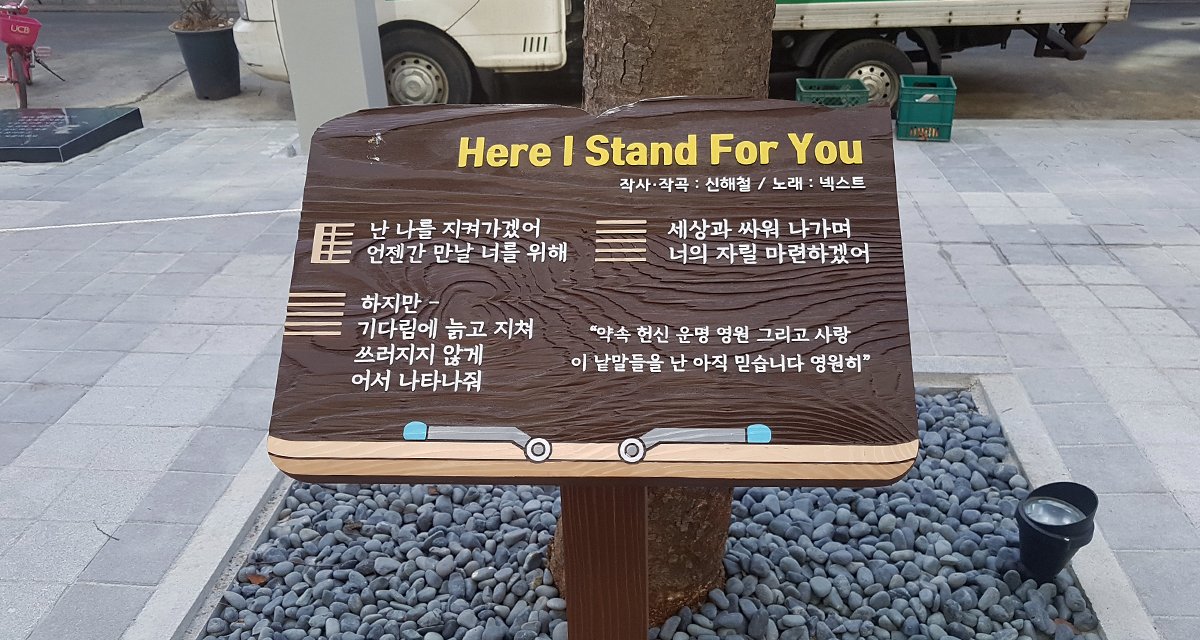 UCB
Here I Stand For You
작사·작곡 : 신해철 / 노래 : 넥스트
난 나를 지켜가겠어
언젠간 만날 너를 위해
세상과 싸워 나가며
너의 자릴 마련하겠어
하지만 -
기다림에 늙고 지쳐
쓰러지지 않게
어서 나타나줘
“약속 헌신 운명 영원 그리고 사랑
이 낱말들을 난 아직 믿습니다 영원히”